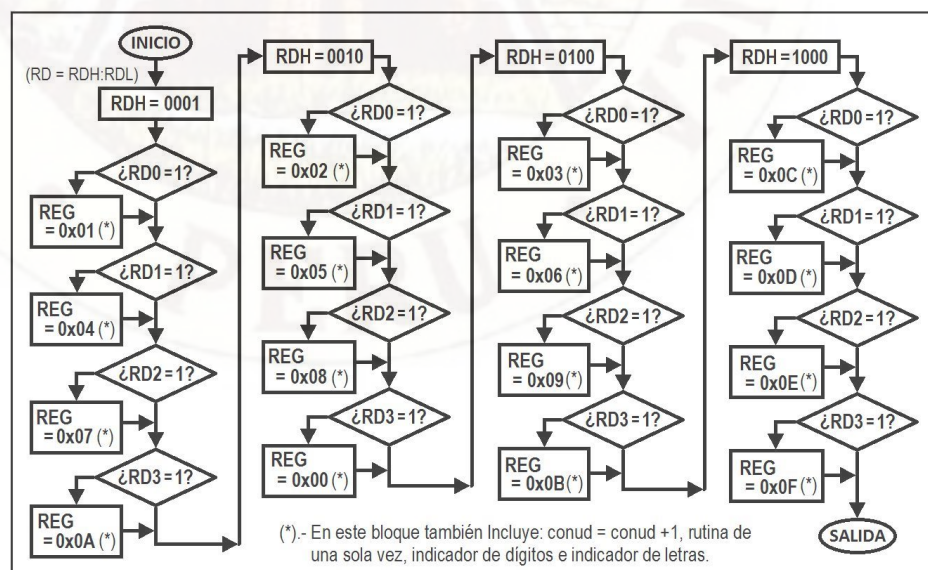 INICIO
(RD = RDH:RDL)
RDH = 0001
¿RD0 = 1?
REG
= 0x01 (*)
¿RD1 = 1?
REG
= 0x04 (*)
¿RD2 = 1?
REG
= 0x07 (*)
¿RD3 = 1?
REG
= 0x0A (*)
RDH = 0010
¿RD0 = 1?
REG
= 0x02 (*)
¿RD1 = 1?
REG
= 0x05 (*)
¿RD2 = 1?
REG
= 0x08 (*)
¿RD3 = 1?
REG
= 0x00 (*)
RDH = 0100
¿RD0 = 1?
REG
= 0x03 (*)
¿RD1 = 1?
REG
= 0x06 (*)
¿RD2 = 1?
REG
= 0x09 (*)
¿RD3 = 1?
REG
= 0x0B (*)
RDH = 1000
¿RD0 = 1?
REG
= 0x0C (*)
¿RD1 = 1?
REG
= 0x0D (*)
¿RD2 = 1?
REG
= 0x0E (*)
¿RD3 = 1?
REG
= 0x0F (*)
SALIDA
(*).- En este bloque también Incluye: conud = conud +1, rutina de
una sola vez, indicador de dígitos e indicador de letras.
PERU